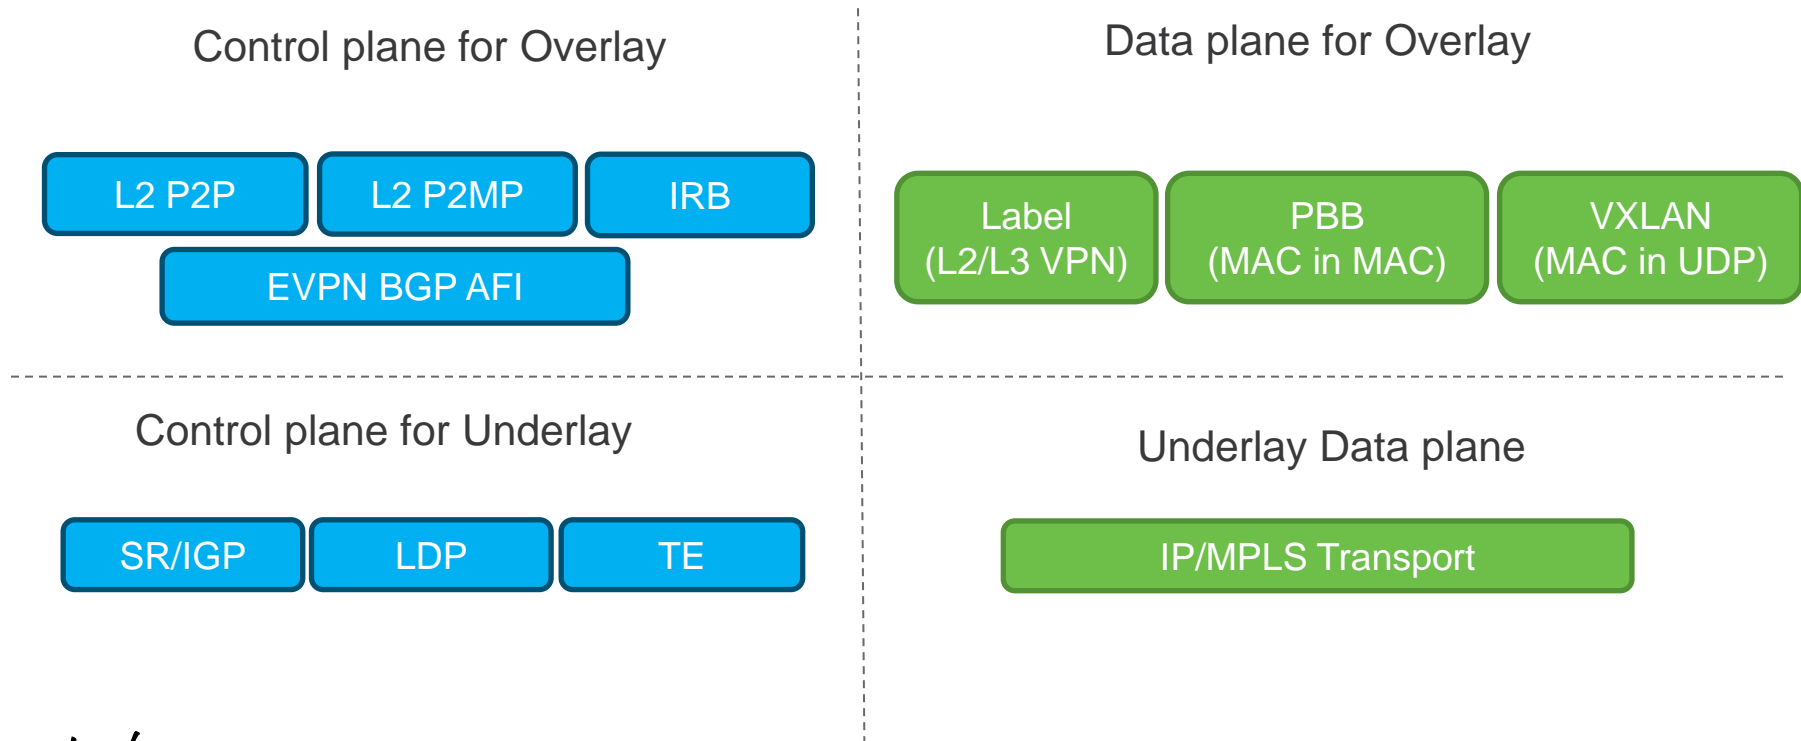 Control plane for Overlay
Data plane for Overlay
L2 P2P
L2 P2MP
IRB
EVPN BGP AFI
Label
(L2/L3 VPN)
PBB
(MAC in MAC)
VXLAN
(MAC in UDP)
Control plane for Underlay
Underlay Data plane
SR/IGP
LDP
TE
IP/MPLS Transport